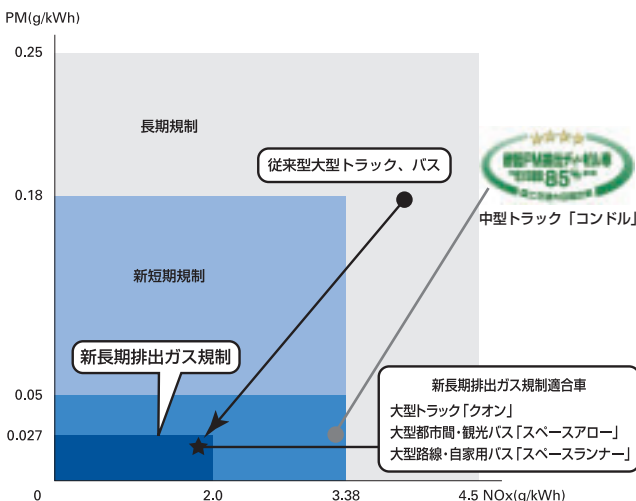 PM(g/kWh)
0.25
長期規制
従来型大型トラック、バス
85%
中型トラック「コンドル」
0.18
新短期規制
新長期排出ガス規制
0.05
新長期排出ガス規制適合車
大型トラック「クオン」
大型都市間・観光バス「スペースアロー」
大型路線・自家用バス「スペースランナー」
0.027
0
2.0
3.38
4.5 NOx(g/kWh)